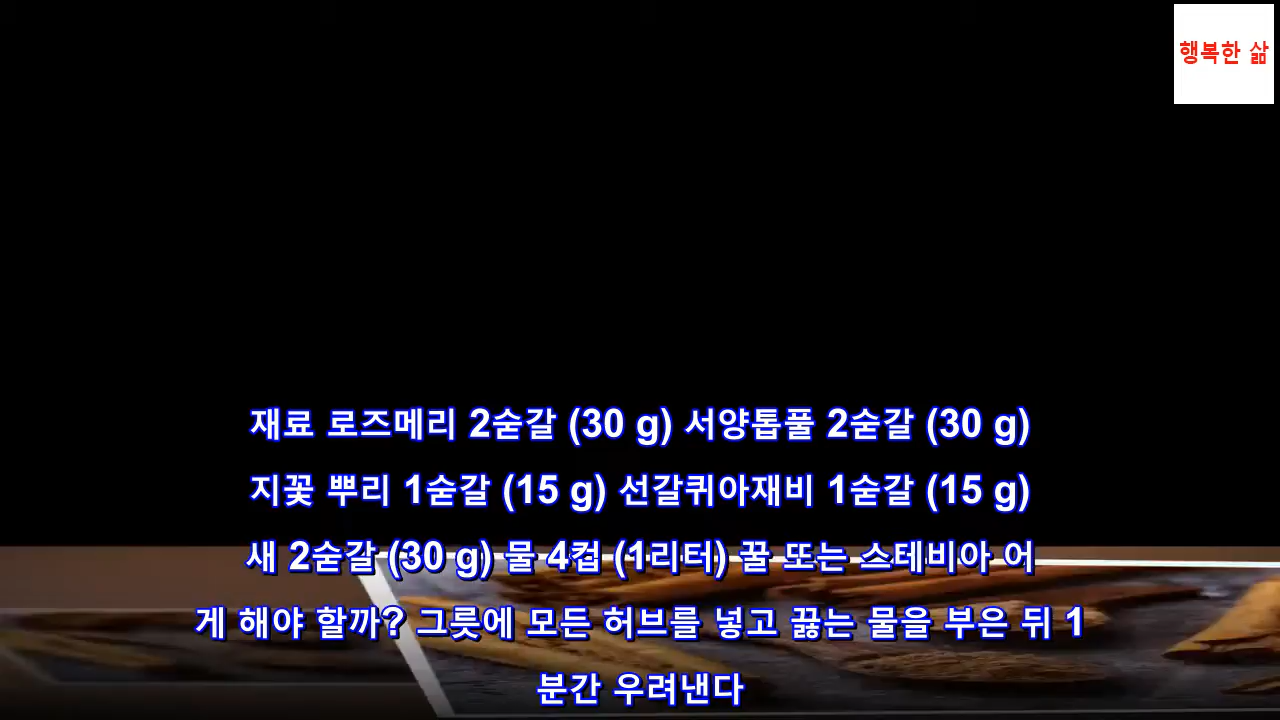 행복한 삶
재료 로즈메리 2숟갈 (30 g) 서양톱풀 2숟갈 (30 g)
지꽃 뿌리 1숟갈 (15 g) 선갈퀴아재비 1숟갈 (15 g)
새 2숟갈 (30 g) 물 4컵 (1리터) 꿀 또는 스테비아 어
게 해야 할까? 그릇에 모든 허브를 넣고 끓는 물을 부은 뒤 1
분간 우려낸다